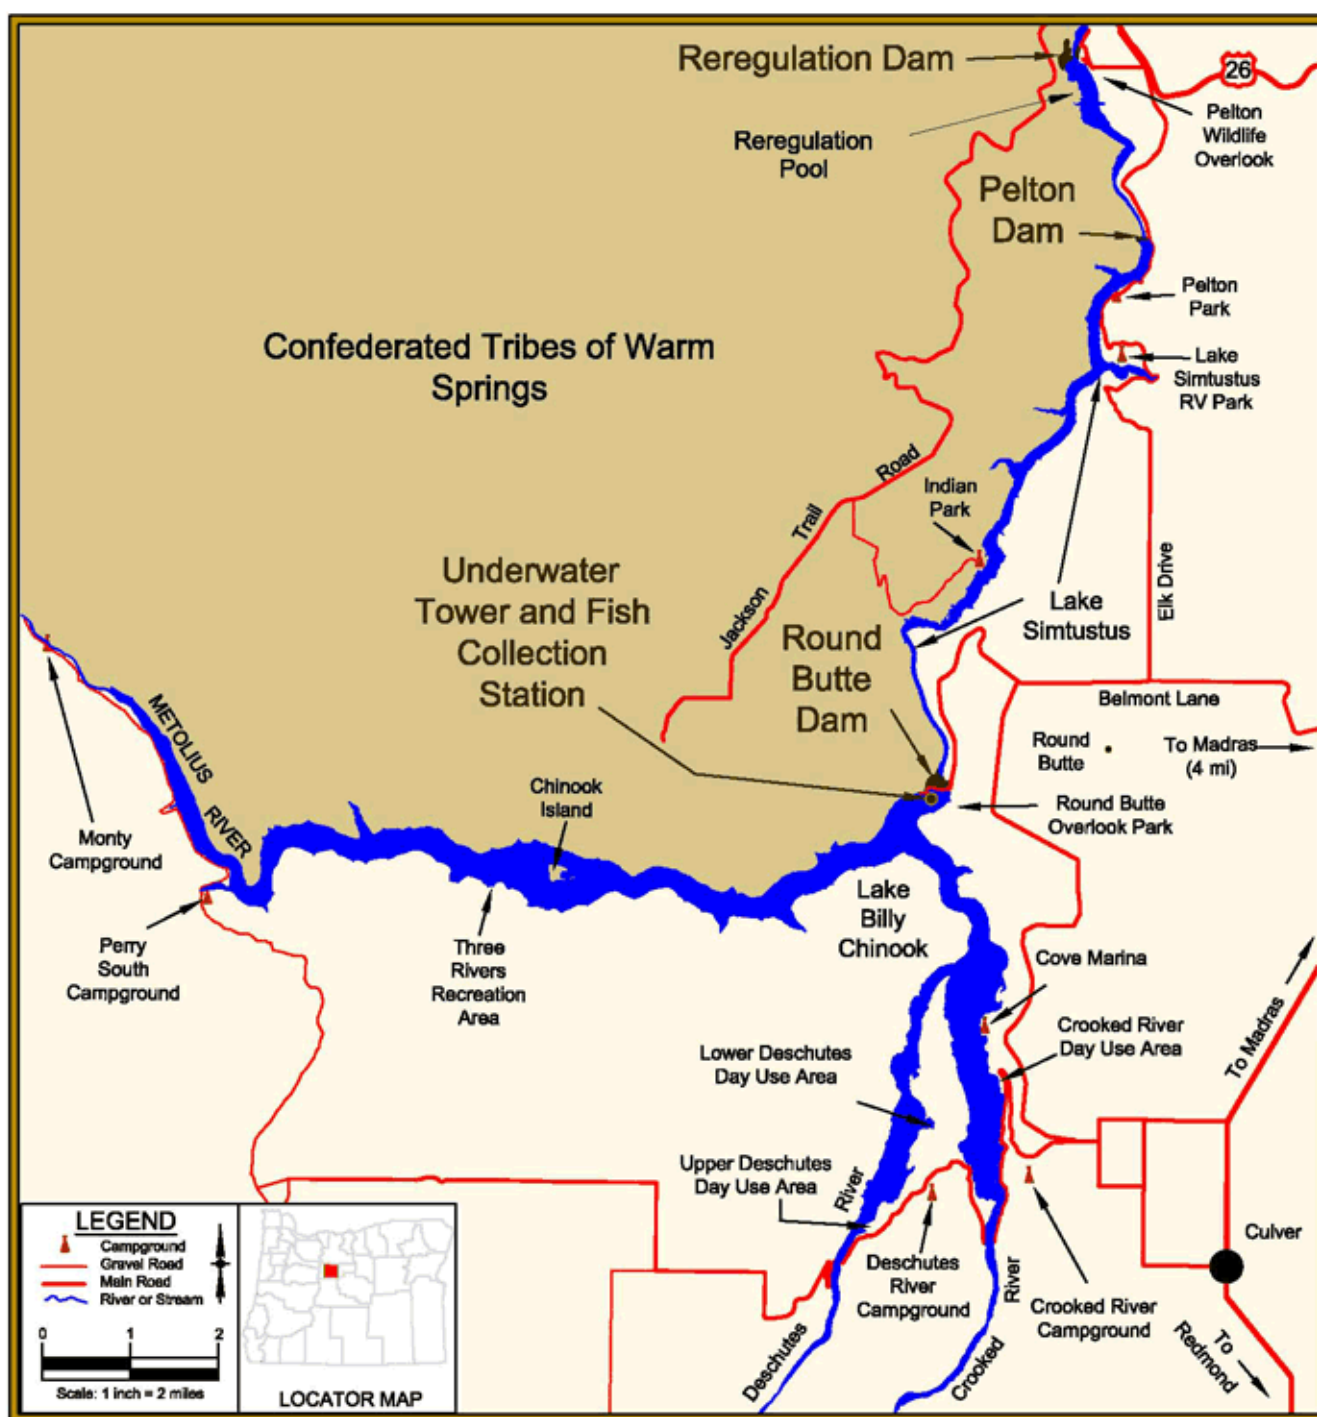 Reregulation Dam
26
Reregulation
Pool
Pelton
Wildlife
Overlook
Pelton
Dam
Pelton
Park
Confederated Tribes of Warm
Springs
Lake
Simtustus
RV Park
Road
Trail
Jackson
Indian
Park
Elk Drive
Underwater
Tower and Fish
Collection
Station
Lake
Simtustus
Round
Butte
Dam
Belmont Lane
Round
Butte
To Madras
(4 mi)
METOLIUS
RIVER
Chinook
Island
Round Butte
Overlook Park
Monty
Campground
Lake
Billy
Chinook
Perry
South
Campground
Three
Rivers
Recreation
Area
Cove Marina
Crooked River
Day Use Area
To Madras
Lower Deschutes
Day Use Area
Upper Deschutes
Day Use Area
River
Deschutes
Deschutes
River
Campground
River
Crooked
Crooked River
Campground
Culver
To
Redmond
LEGEND
Campground
Gravel Road
Main Road
River or Stream
0 1 2
Scale: 1 inch = 2 miles
LOCATOR MAP